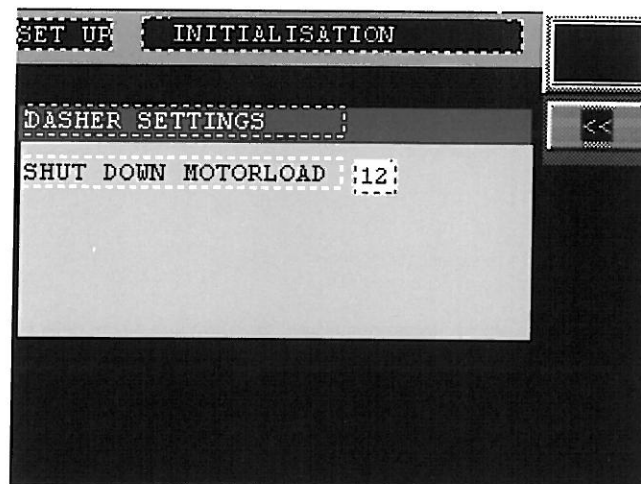 SET UP INITIALISATION
DASHER SETTINGS
<<
SHUT DOWN MOTORLOAD 12